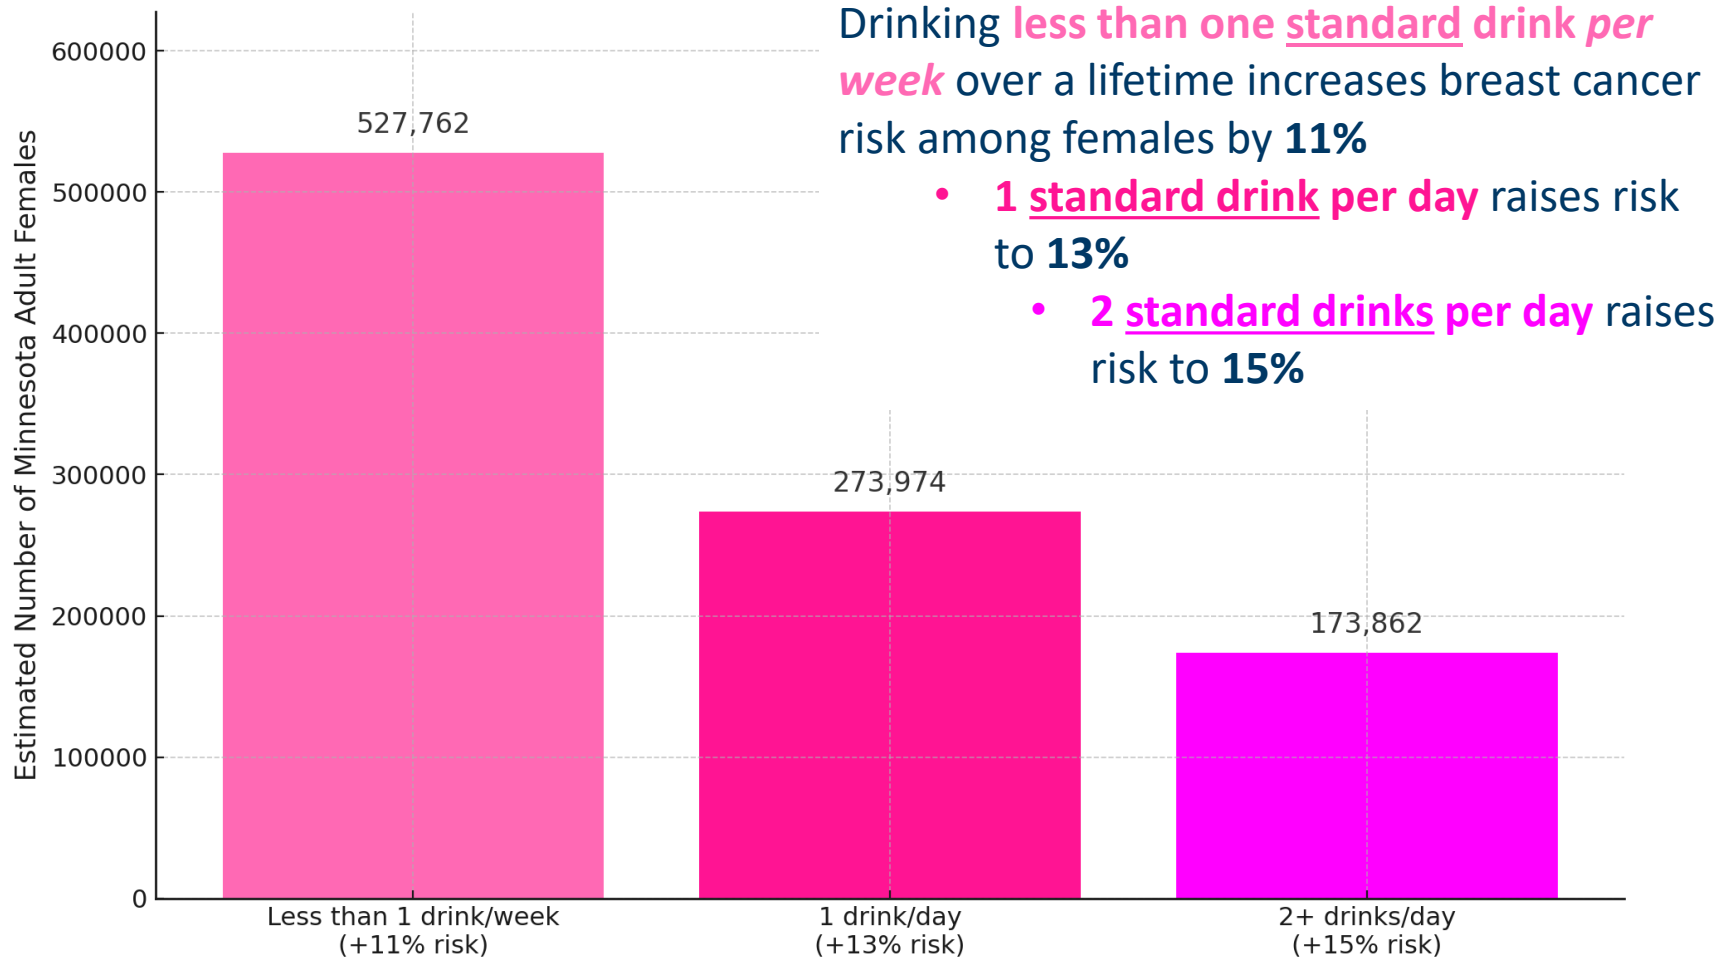 Drinking less than one standard drink per
week over a lifetime increases breast cancer
risk among females by 11%
• 1 standard drink per day raises risk
to 13%
• 2 standard drinks per day raises
risk to 15%
Estimated Number of Minnesota Adult Females
600000
500000
400000
300000
200000
100000
0
527,762
273,974
173,862
Less than 1 drink/week
(+11% risk)
1 drink/day
(+13% risk)
2+ drinks/day
(+15% risk)